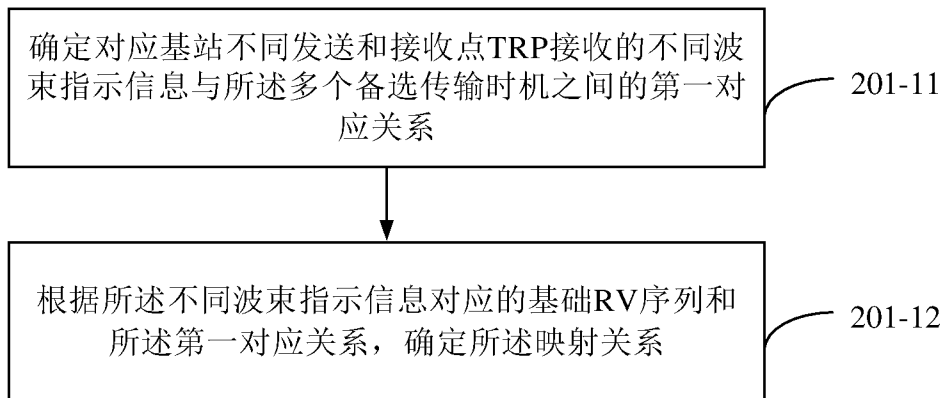 确定对应基站不同发送和接收点TRP接收的不同波
束指示信息与所述多个备选传输时机之间的第一对
应关系
201-11
根据所述不同波束指示信息对应的基础RV序列和
所述第一对应关系，确定所述映射关系
201-12